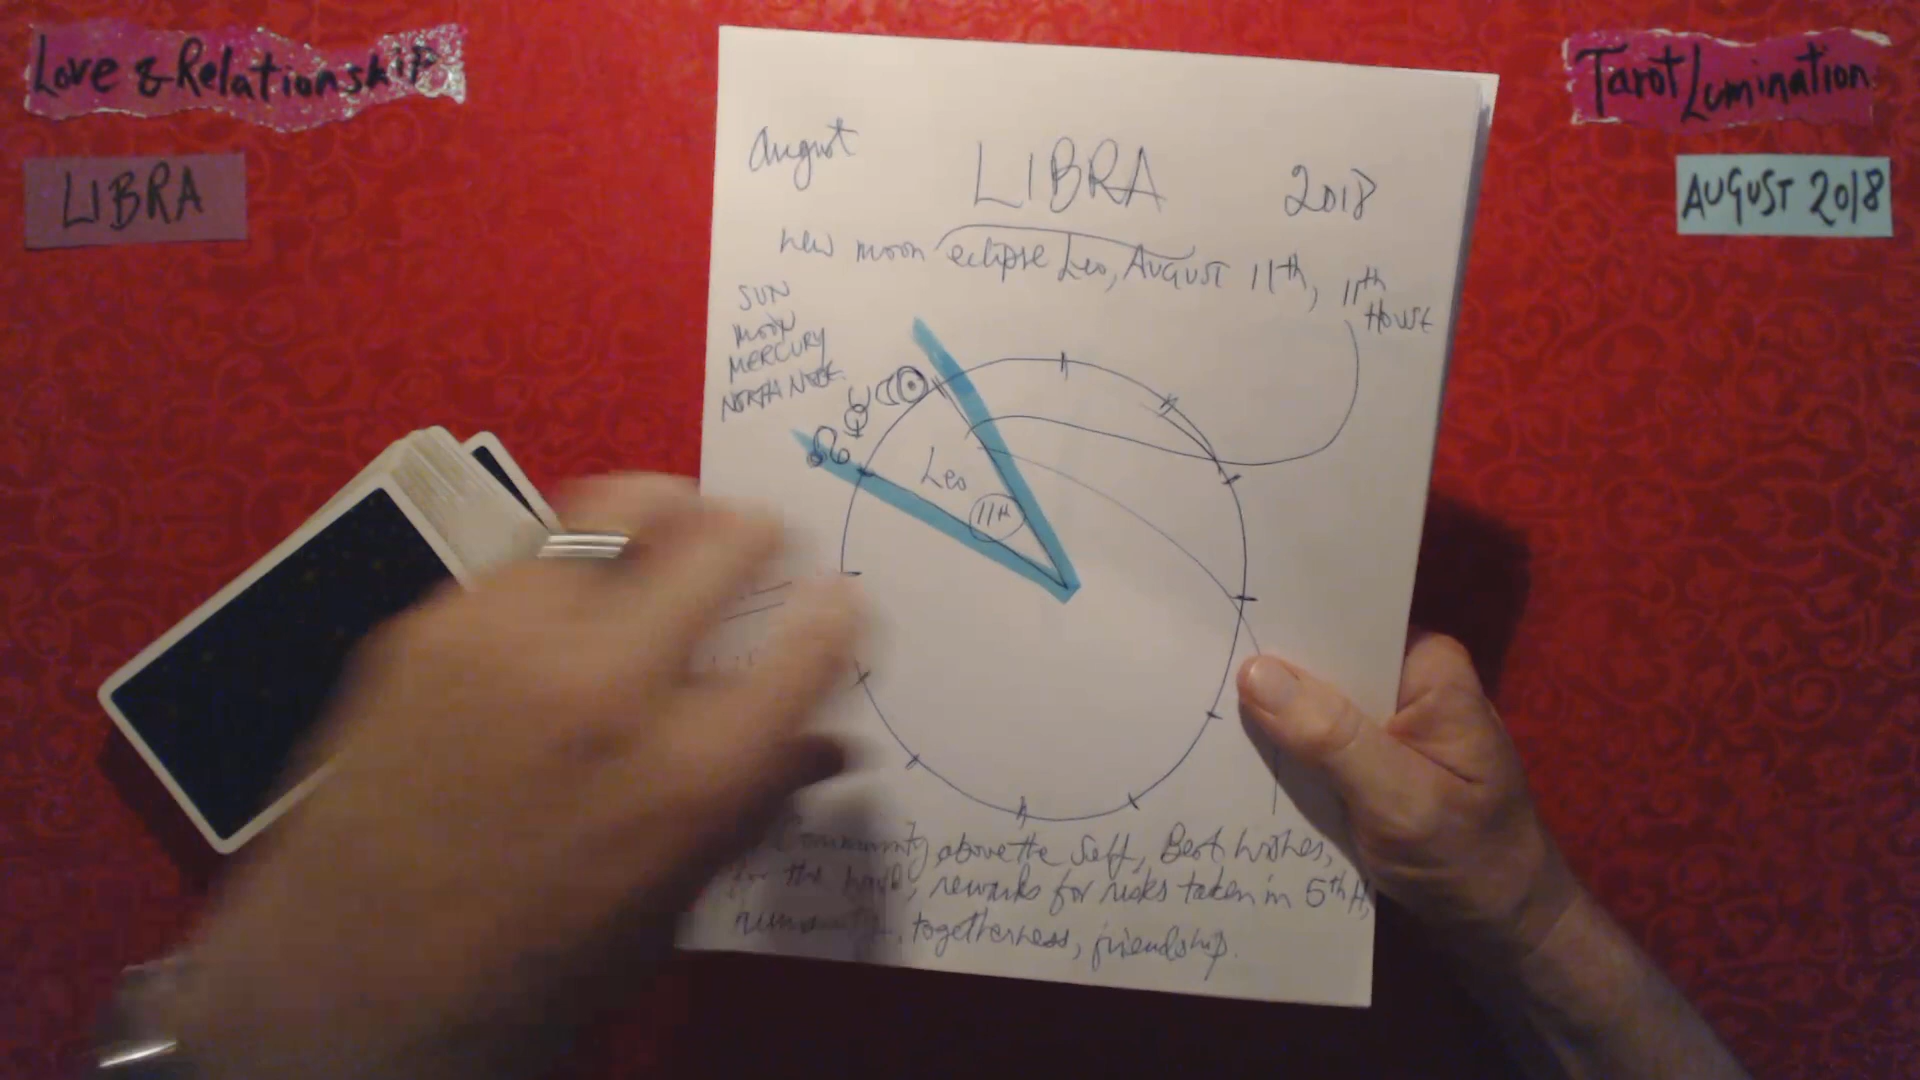 Love & Relationship
LIBRA
Tarot Lumination
AUGUST 2018
august
LIBRA
2018
new moon eclipse Leo, AUGUST 11th, 11th
HOUSE
SUN
MOON
MERCURY
NORTH NODE
Leo
11TH
Community above the Self, Best Wishes,
for the, rewards for risks taken in 5th H,
togetherness, friendship.